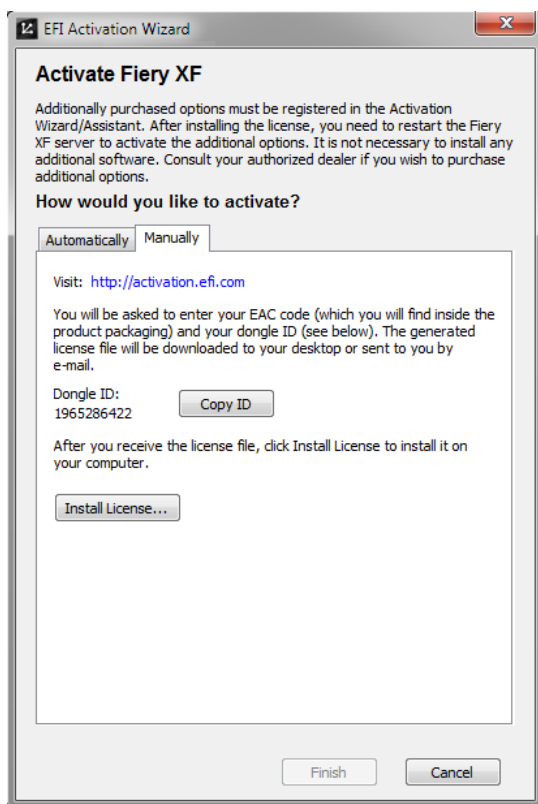 EFI Activation Wizard
Activate Fiery XF
Additionally purchased options must be registered in the Activation
Wizard/Assistant. After installing the license, you need to restart the Fiery
XF server to activate the additional options. It is not necessary to install any
additional software. Consult your authorized dealer if you wish to purchase
additional options.
How would you like to activate?
Automatically Manually
Visit: http://activation.efi.com
You will be asked to enter your EAC code (which you will find inside the
product packaging) and your dongle ID (see below). The generated
license file will be downloaded to your desktop or sent to you by
e-mail.
Dongle ID:
1965286422
Copy ID
After you receive the license file, click Install License to install it on
your computer.
Install License...
Finish Cancel